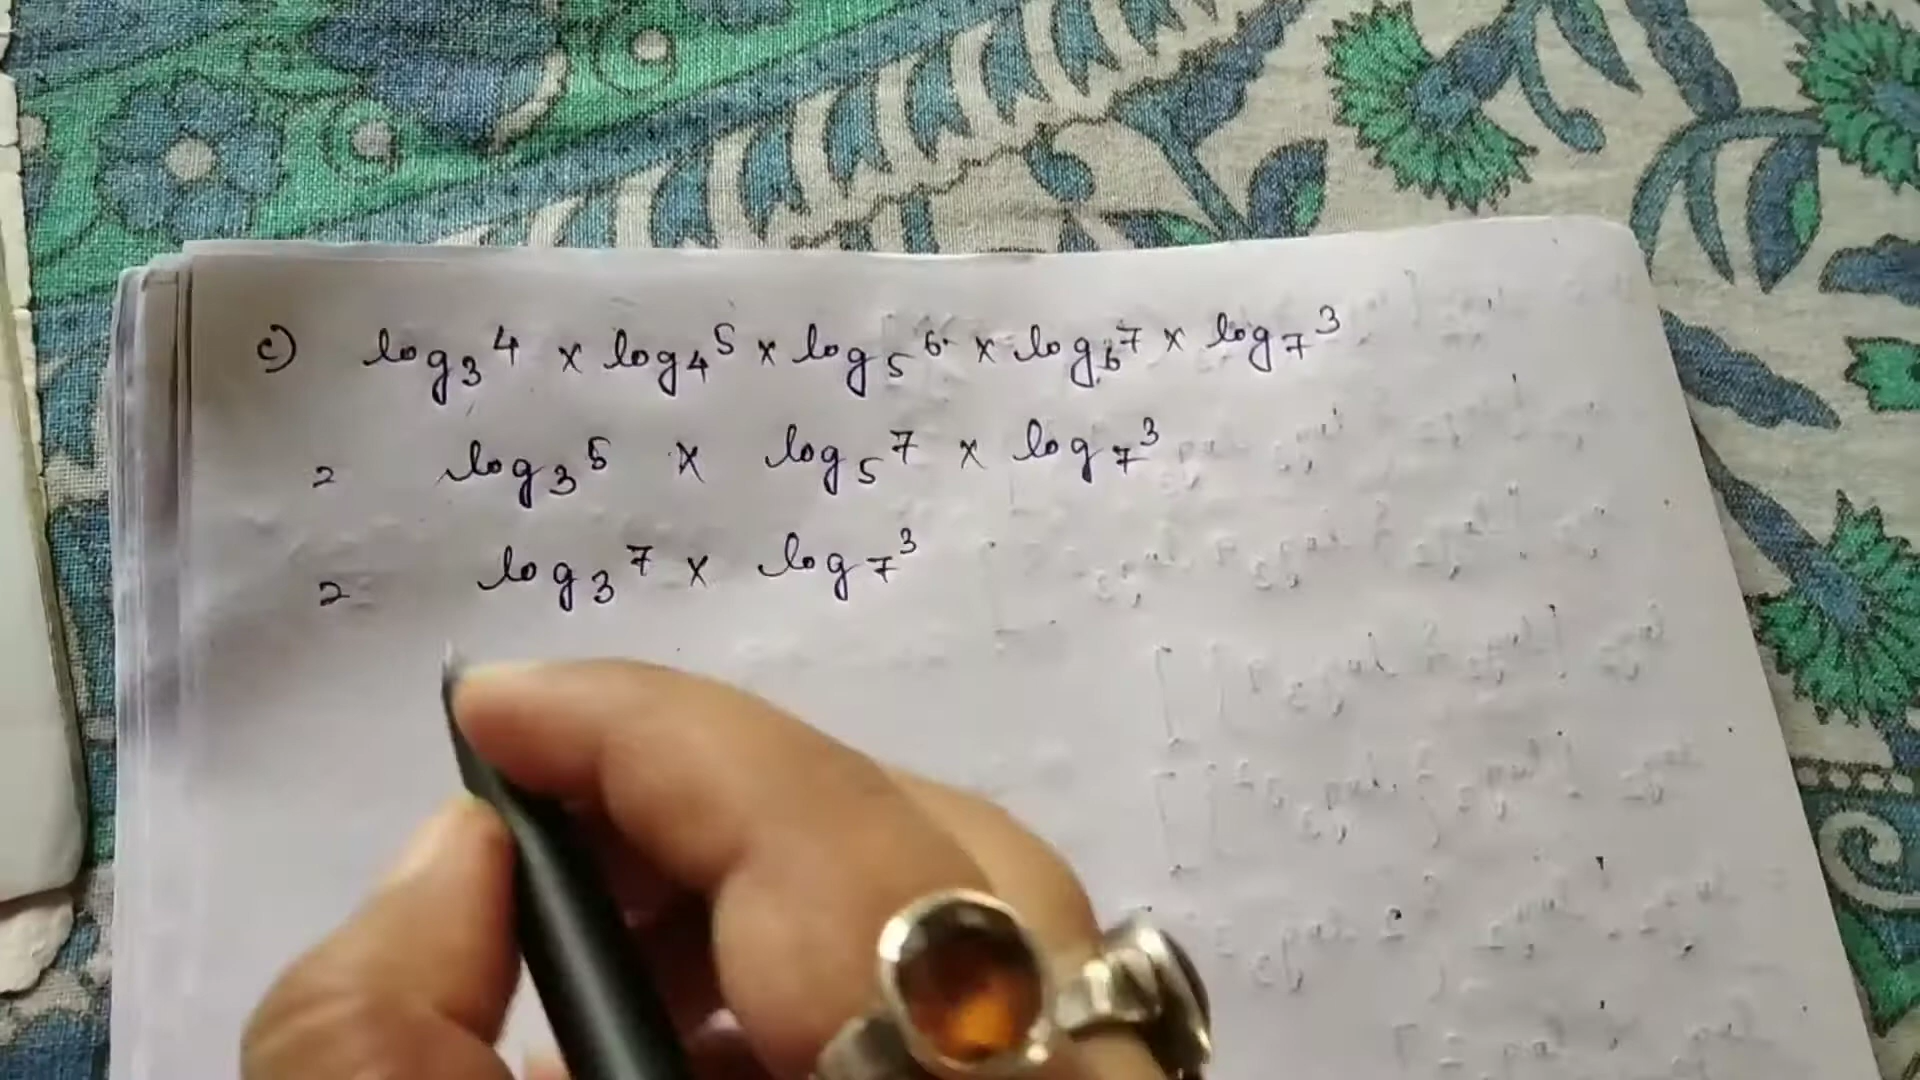 c) log₃⁴ × log₄⁵ × log₅⁶ × log₆⁷ × log₇³
= log₃⁵ × log₅⁷ × log₇³
= log₃⁷ × log₇³